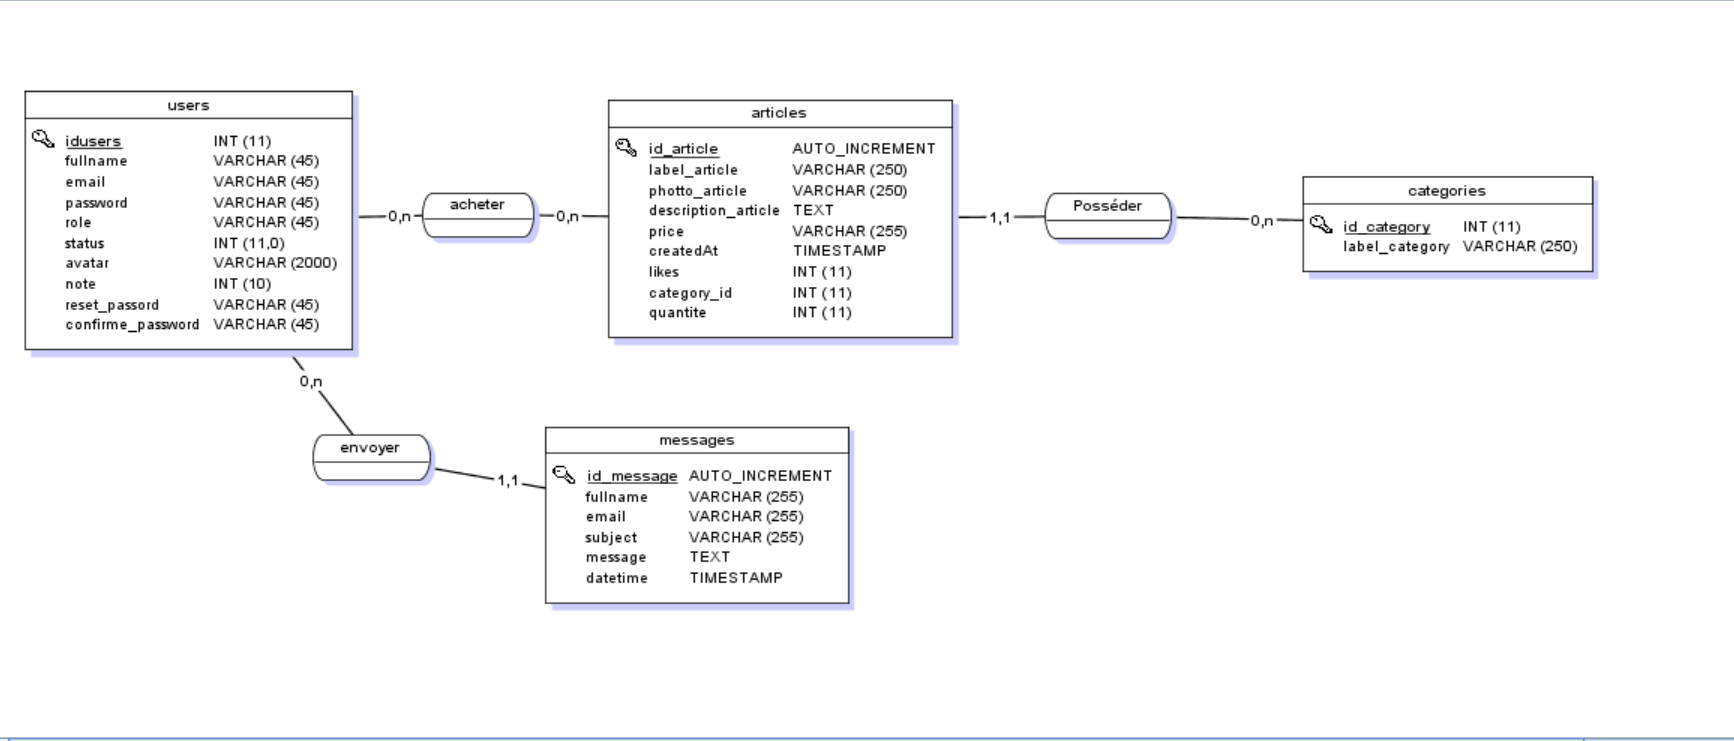 users
idusers INT (11)
fullname VARCHAR (45)
email VARCHAR (45)
password VARCHAR (45)
role VARCHAR (45)
status INT (11,0)
avatar VARCHAR (2000)
note INT (10)
reset_passord VARCHAR (45)
confirme_password VARCHAR (45)
0,n
acheter
0,n
articles
id_article AUTO_INCREMENT
label_article VARCHAR (250)
photto_article VARCHAR (250)
description_article TEXT
price VARCHAR (255)
createdAt TIMESTAMP
likes INT (11)
category_id INT (11)
quantite INT (11)
1,1
Posséder
0,n
categories
id_category INT (11)
label_category VARCHAR (250)
0,n
envoyer
1,1
messages
id_message AUTO_INCREMENT
fullname VARCHAR (255)
email VARCHAR (255)
subject VARCHAR (255)
message TEXT
datetime TIMESTAMP